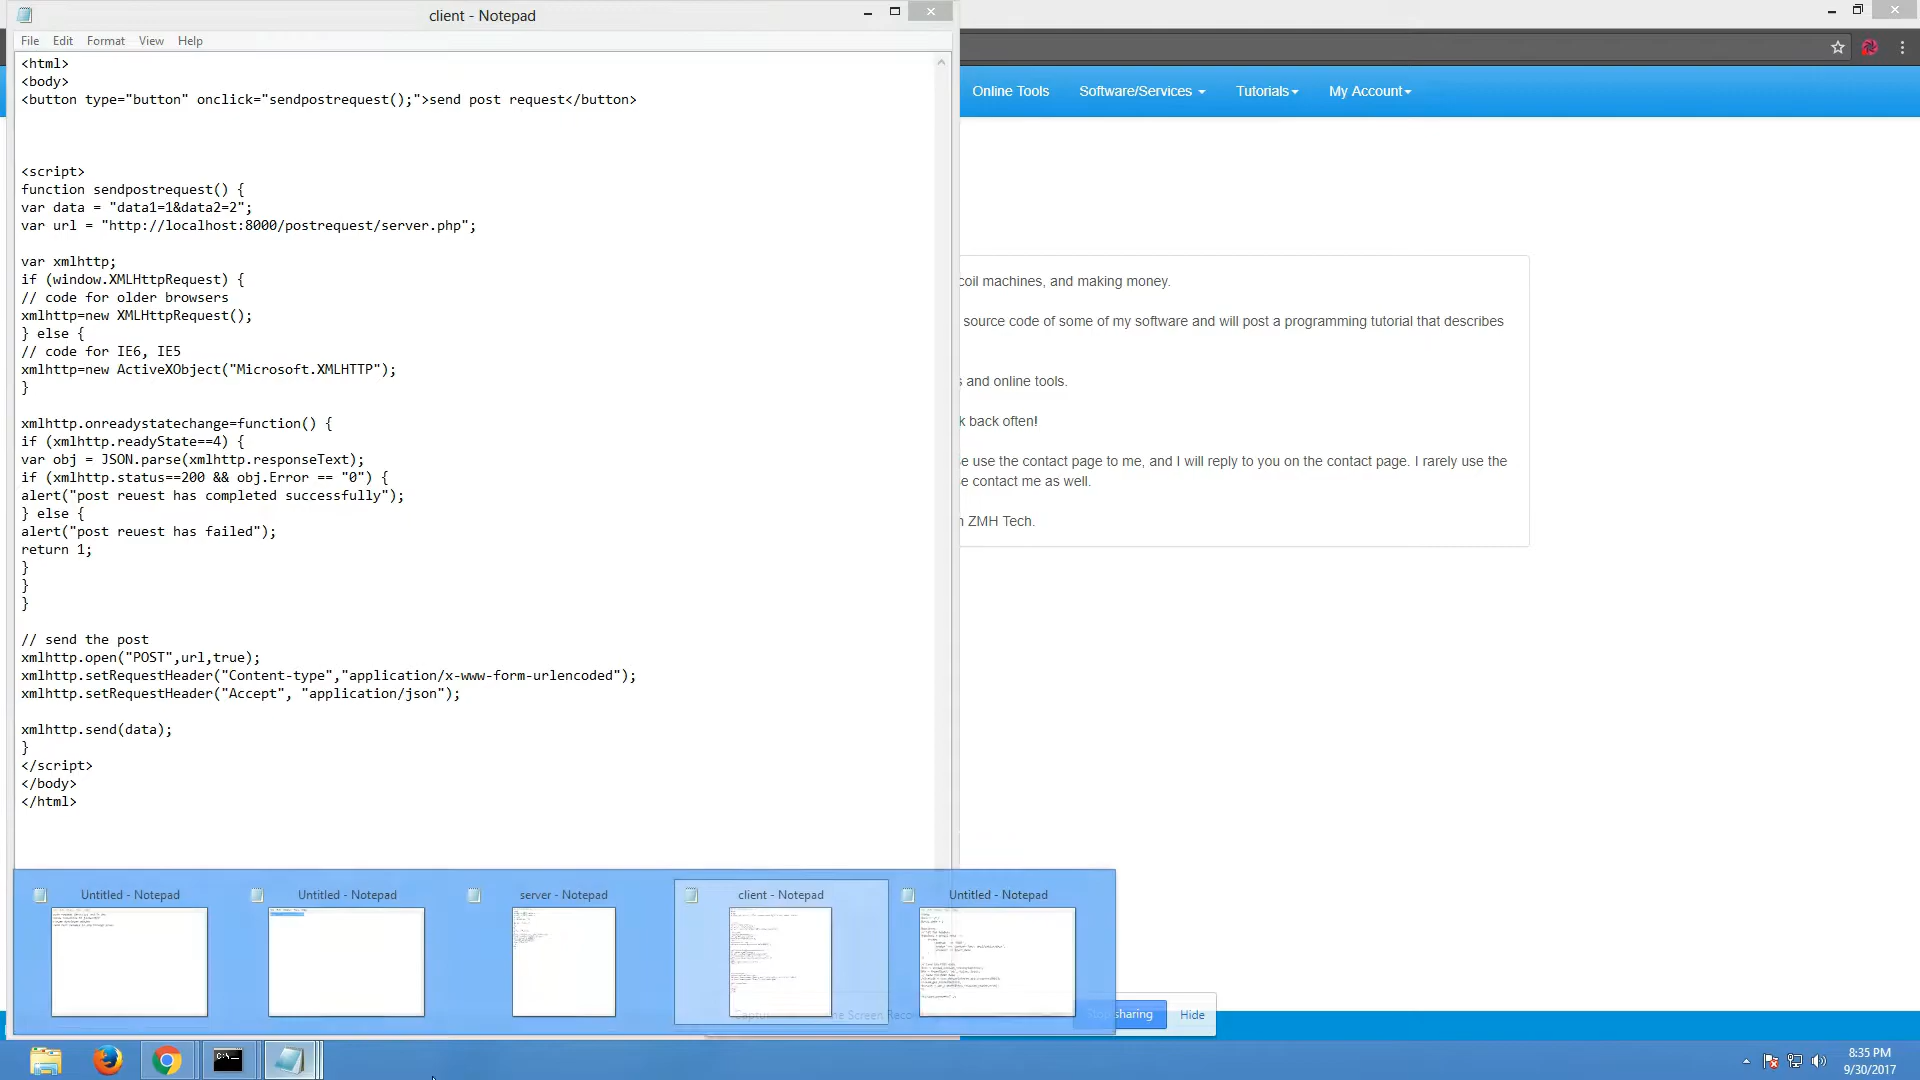 client - Notepad
File Edit Format View Help
<html>
<body>
<button type="button" onclick="sendpostrequest();">send post request</button>
<script>
function sendpostrequest() {
var data = "data1=1&data2=2";
var url = "http://localhost:8000/postrequest/server.php";
var xmlhttp;
if (window.XMLHttpRequest) {
// code for older browsers
xmlhttp=new XMLHttpRequest();
} else {
// code for IE6, IE5
xmlhttp=new ActiveXObject("Microsoft.XMLHTTP");
}
xmlhttp.onreadystatechange=function() {
if (xmlhttp.readyState==4) {
var obj = JSON.parse(xmlhttp.responseText);
if (xmlhttp.status==200 && obj.Error == "0") {
alert("post reuest has completed successfully");
} else {
alert("post reuest has failed");
return 1;
}
}
}
// send the post
xmlhttp.open("POST",url,true);
xmlhttp.setRequestHeader("Content-type","application/x-www-form-urlencoded");
xmlhttp.setRequestHeader("Accept", "application/json");
xmlhttp.send(data);
}
</script>
</body>
</html>
Online Tools Software/Services Tutorials My Account
coil machines, and making money.
source code of some of my software and will post a programming tutorial that describes
and online tools.
back often!
use the contact page to me, and I will reply to you on the contact page. I rarely use the
contact me as well.
ZMH Tech.
Untitled - Notepad Untitled - Notepad server - Notepad client - Notepad Untitled - Notepad
sharing Hide
8:35 PM
9/30/2017